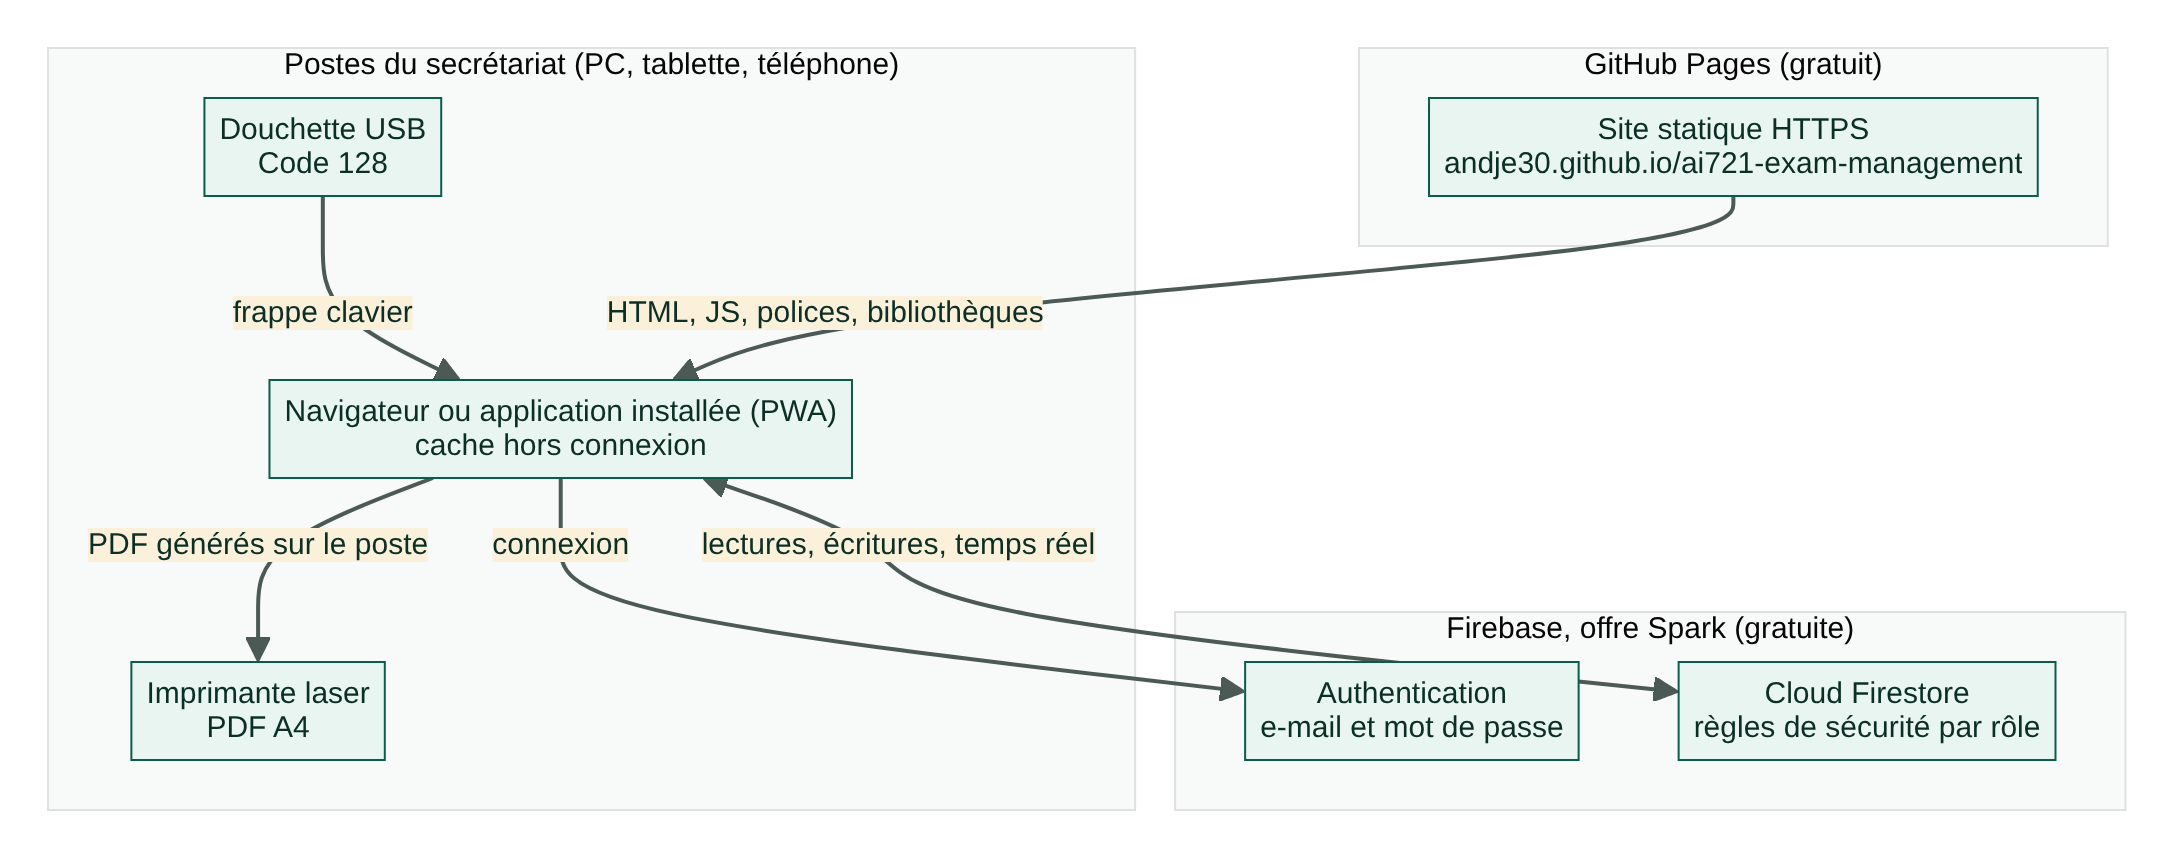 Postes du secrétariat (PC, tablette, téléphone)
GitHub Pages (gratuit)
Douchette USB
Code 128
Site statique HTTPS
andje30.github.io/ai721-exam-management
frappe clavier
HTML, JS, polices, bibliothèques
Navigateur ou application installée (PWA)
cache hors connexion
PDF générés sur le poste
connexion
lectures, écritures, temps réel
Firebase, offre Spark (gratuite)
Imprimante laser
PDF A4
Authentication
e-mail et mot de passe
Cloud Firestore
règles de sécurité par rôle